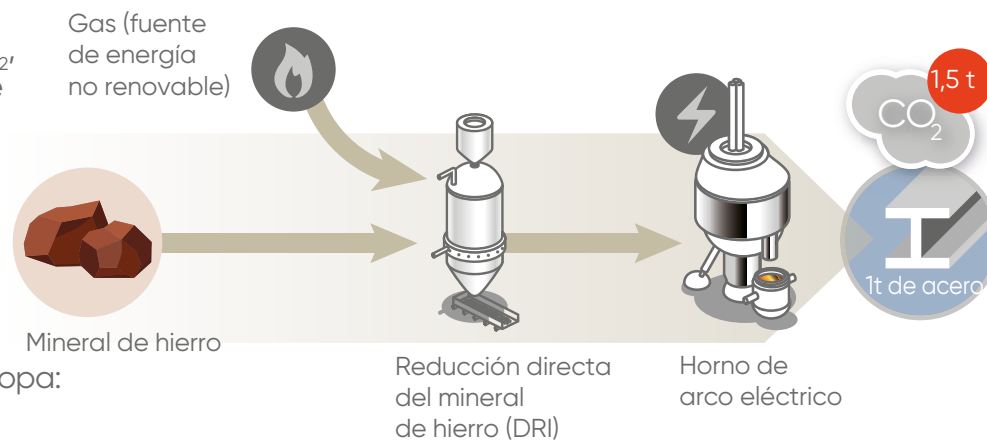 Gas (fuente
de energía
no renovable)
2,
e
1,5 t
CO2
1t de acero
Mineral de hierro
opa:
Reducción directa
del mineral
de hierro (DRI)
Horno de
arco eléctrico